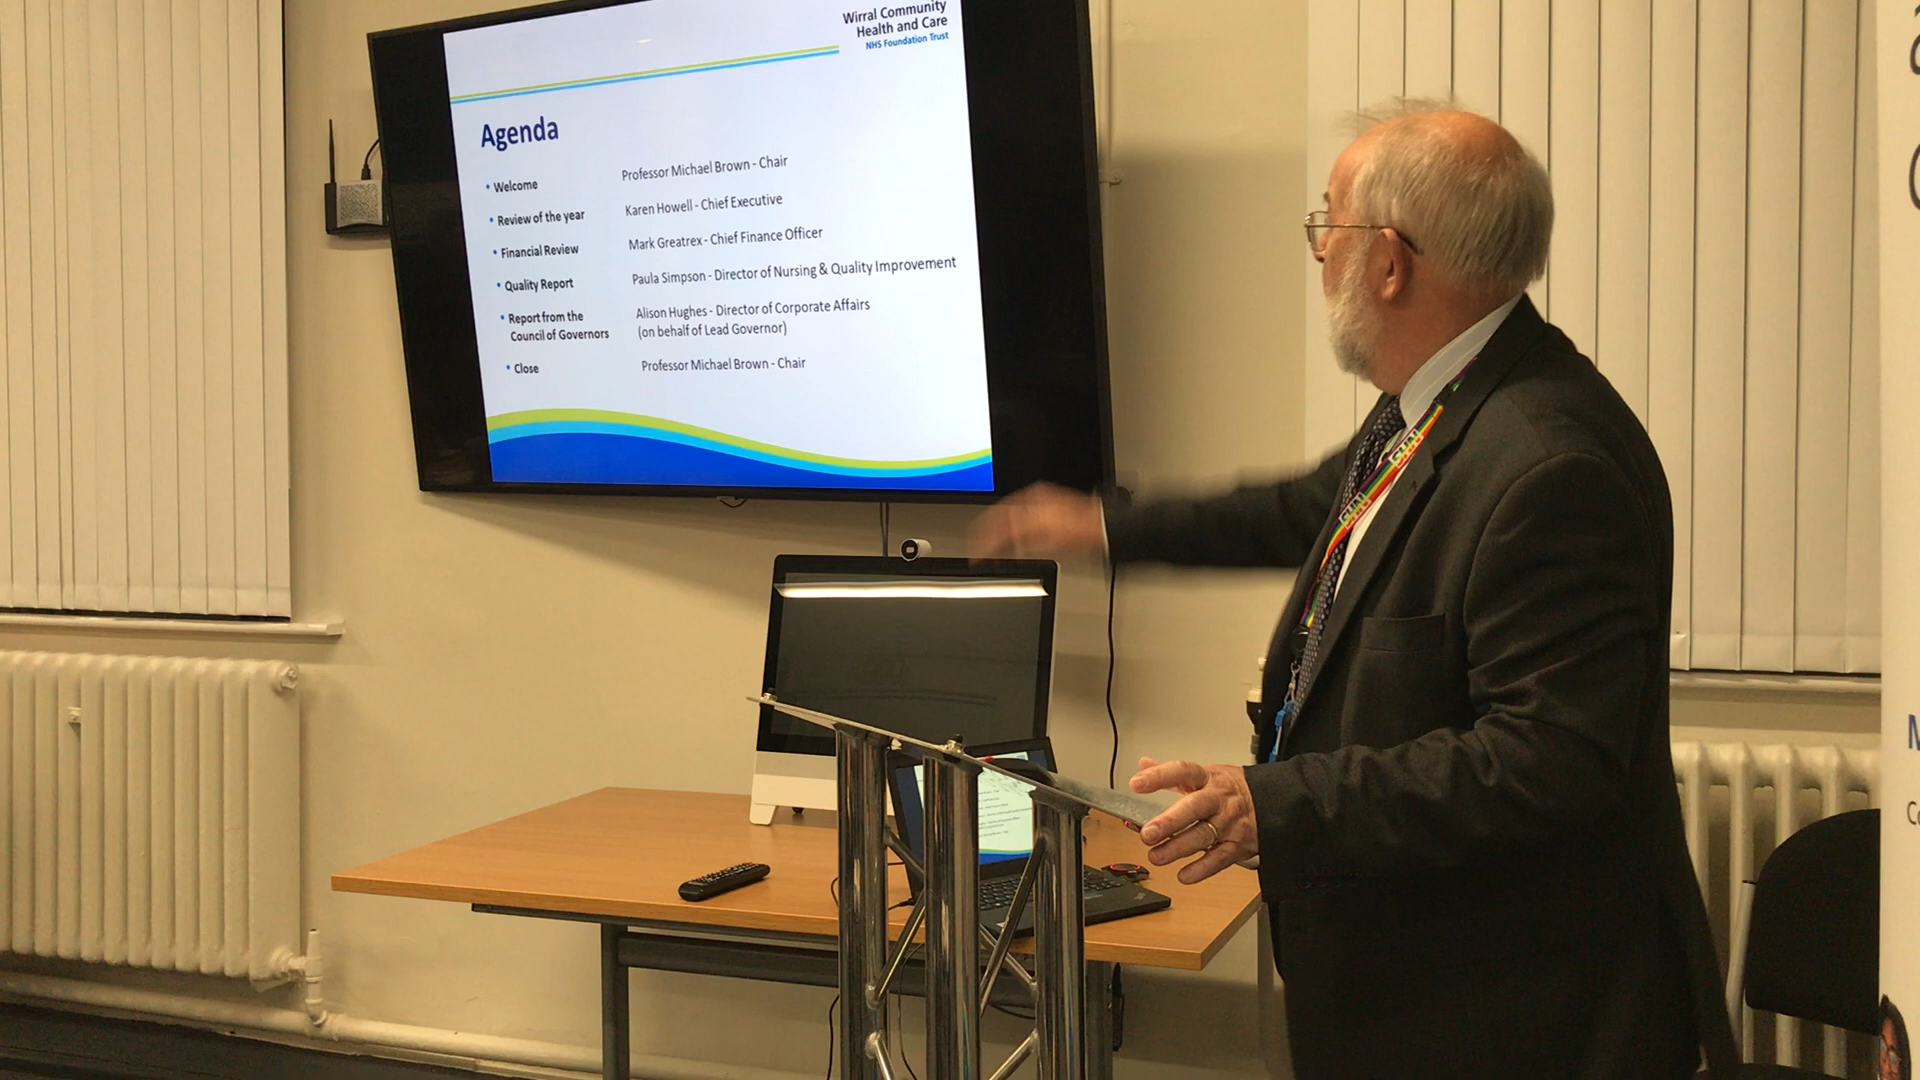 Wirral Community
Health and Care
NHS Foundation Trust
Agenda
• Welcome Professor Michael Brown - Chair
• Review of the year Karen Howell - Chief Executive
• Financial Review Mark Greatrex - Chief Finance Officer
• Quality Report Paula Simpson - Director of Nursing & Quality Improvement
• Report from the Alison Hughes - Director of Corporate Affairs
Council of Governors (on behalf of Lead Governor)
• Close Professor Michael Brown - Chair